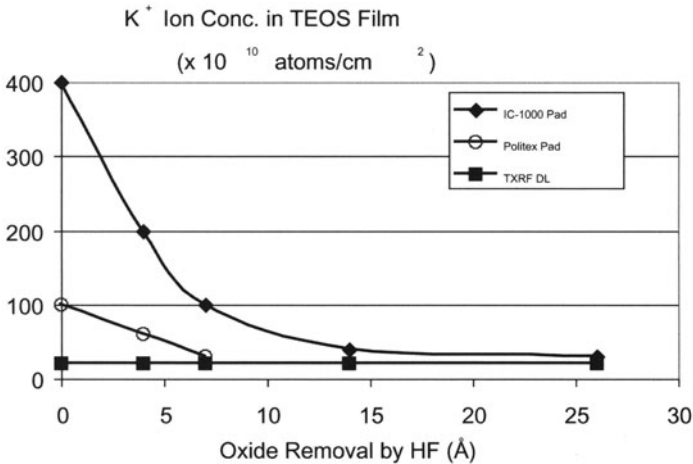 K+ Ion Conc. in TEOS Film
(x 10 10 atoms/cm 2)
400
300
200
100
0
IC-1000 Pad
Politex Pad
TXRF DL
0 5 10 15 20 25 30
Oxide Removal by HF (Å)